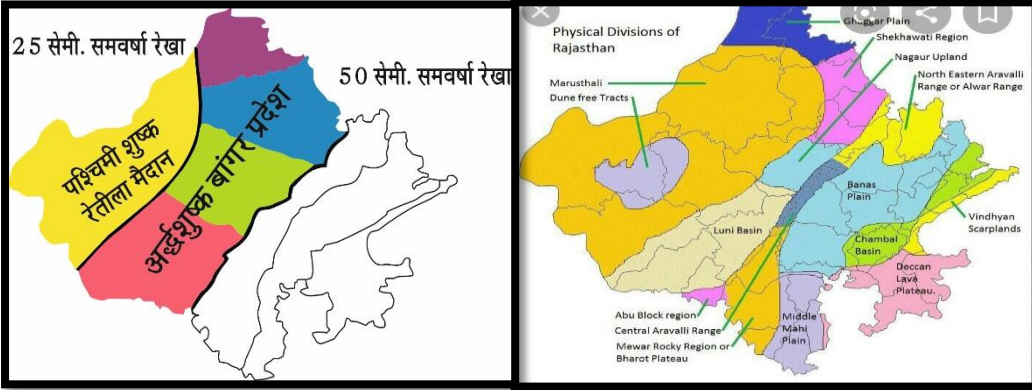 25 सेमी. समवर्षा रेखा
50 सेमी. समवर्षा रेखा
पश्चिमी शुष्क
रेतीला मैदान
अर्द्धशुष्क बांगर प्रदेश
Physical Divisions of
Rajasthan
Ghaggar Plain
Shekhawati Region
Nagaur Upland
North Eastern Aravalli
Range or Alwar Range
Marusthali
Dune free Tracts
Banas
Plain
Luni Basin
Vindhyan
Scarplands
Chambal
Basin
Deccan
Lava
Plateau.
Abu Block region
Central Aravalli Range
Mewar Rocky Region or
Bharot Plateau
Middle
Mahi
Plain